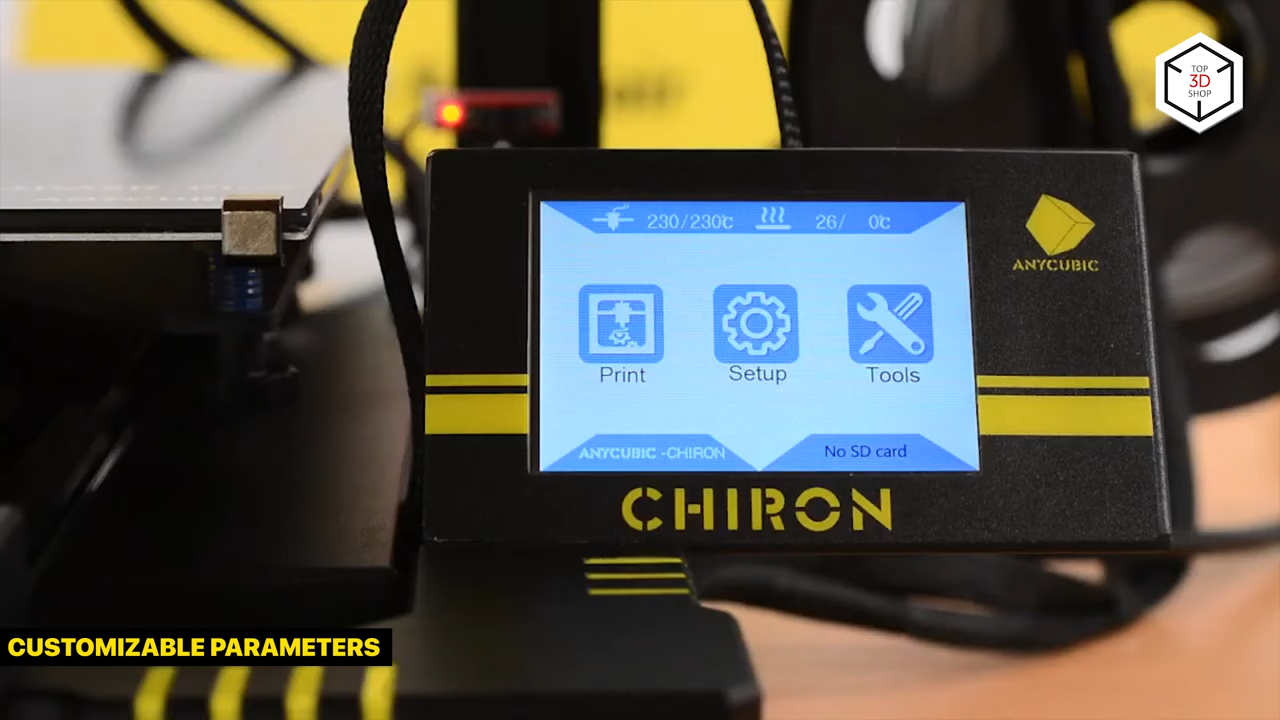 TOP
3D
SHOP
230/230℃
26/ 0℃
ANYCUBIC
Print
Setup
Tools
ANYCUBIC -CHIRON
No SD card
CHIRON
CUSTOMIZABLE PARAMETERS